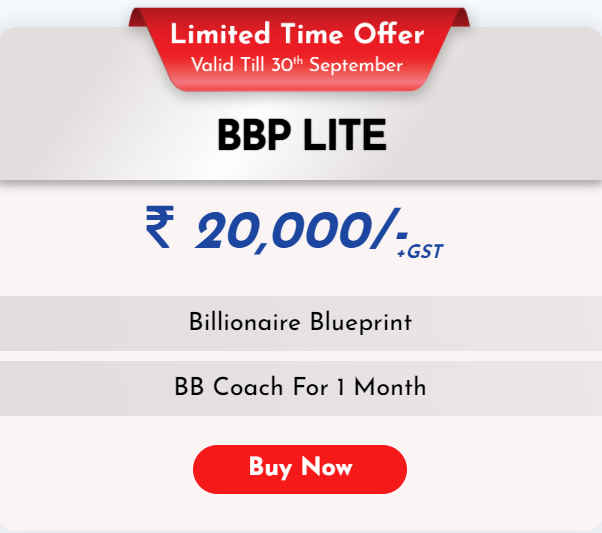 Limited Time Offer
Valid Till 30th September
BBP LITE
₹ 20,000/-
+GST
Billionaire Blueprint
BB Coach For 1 Month
Buy Now